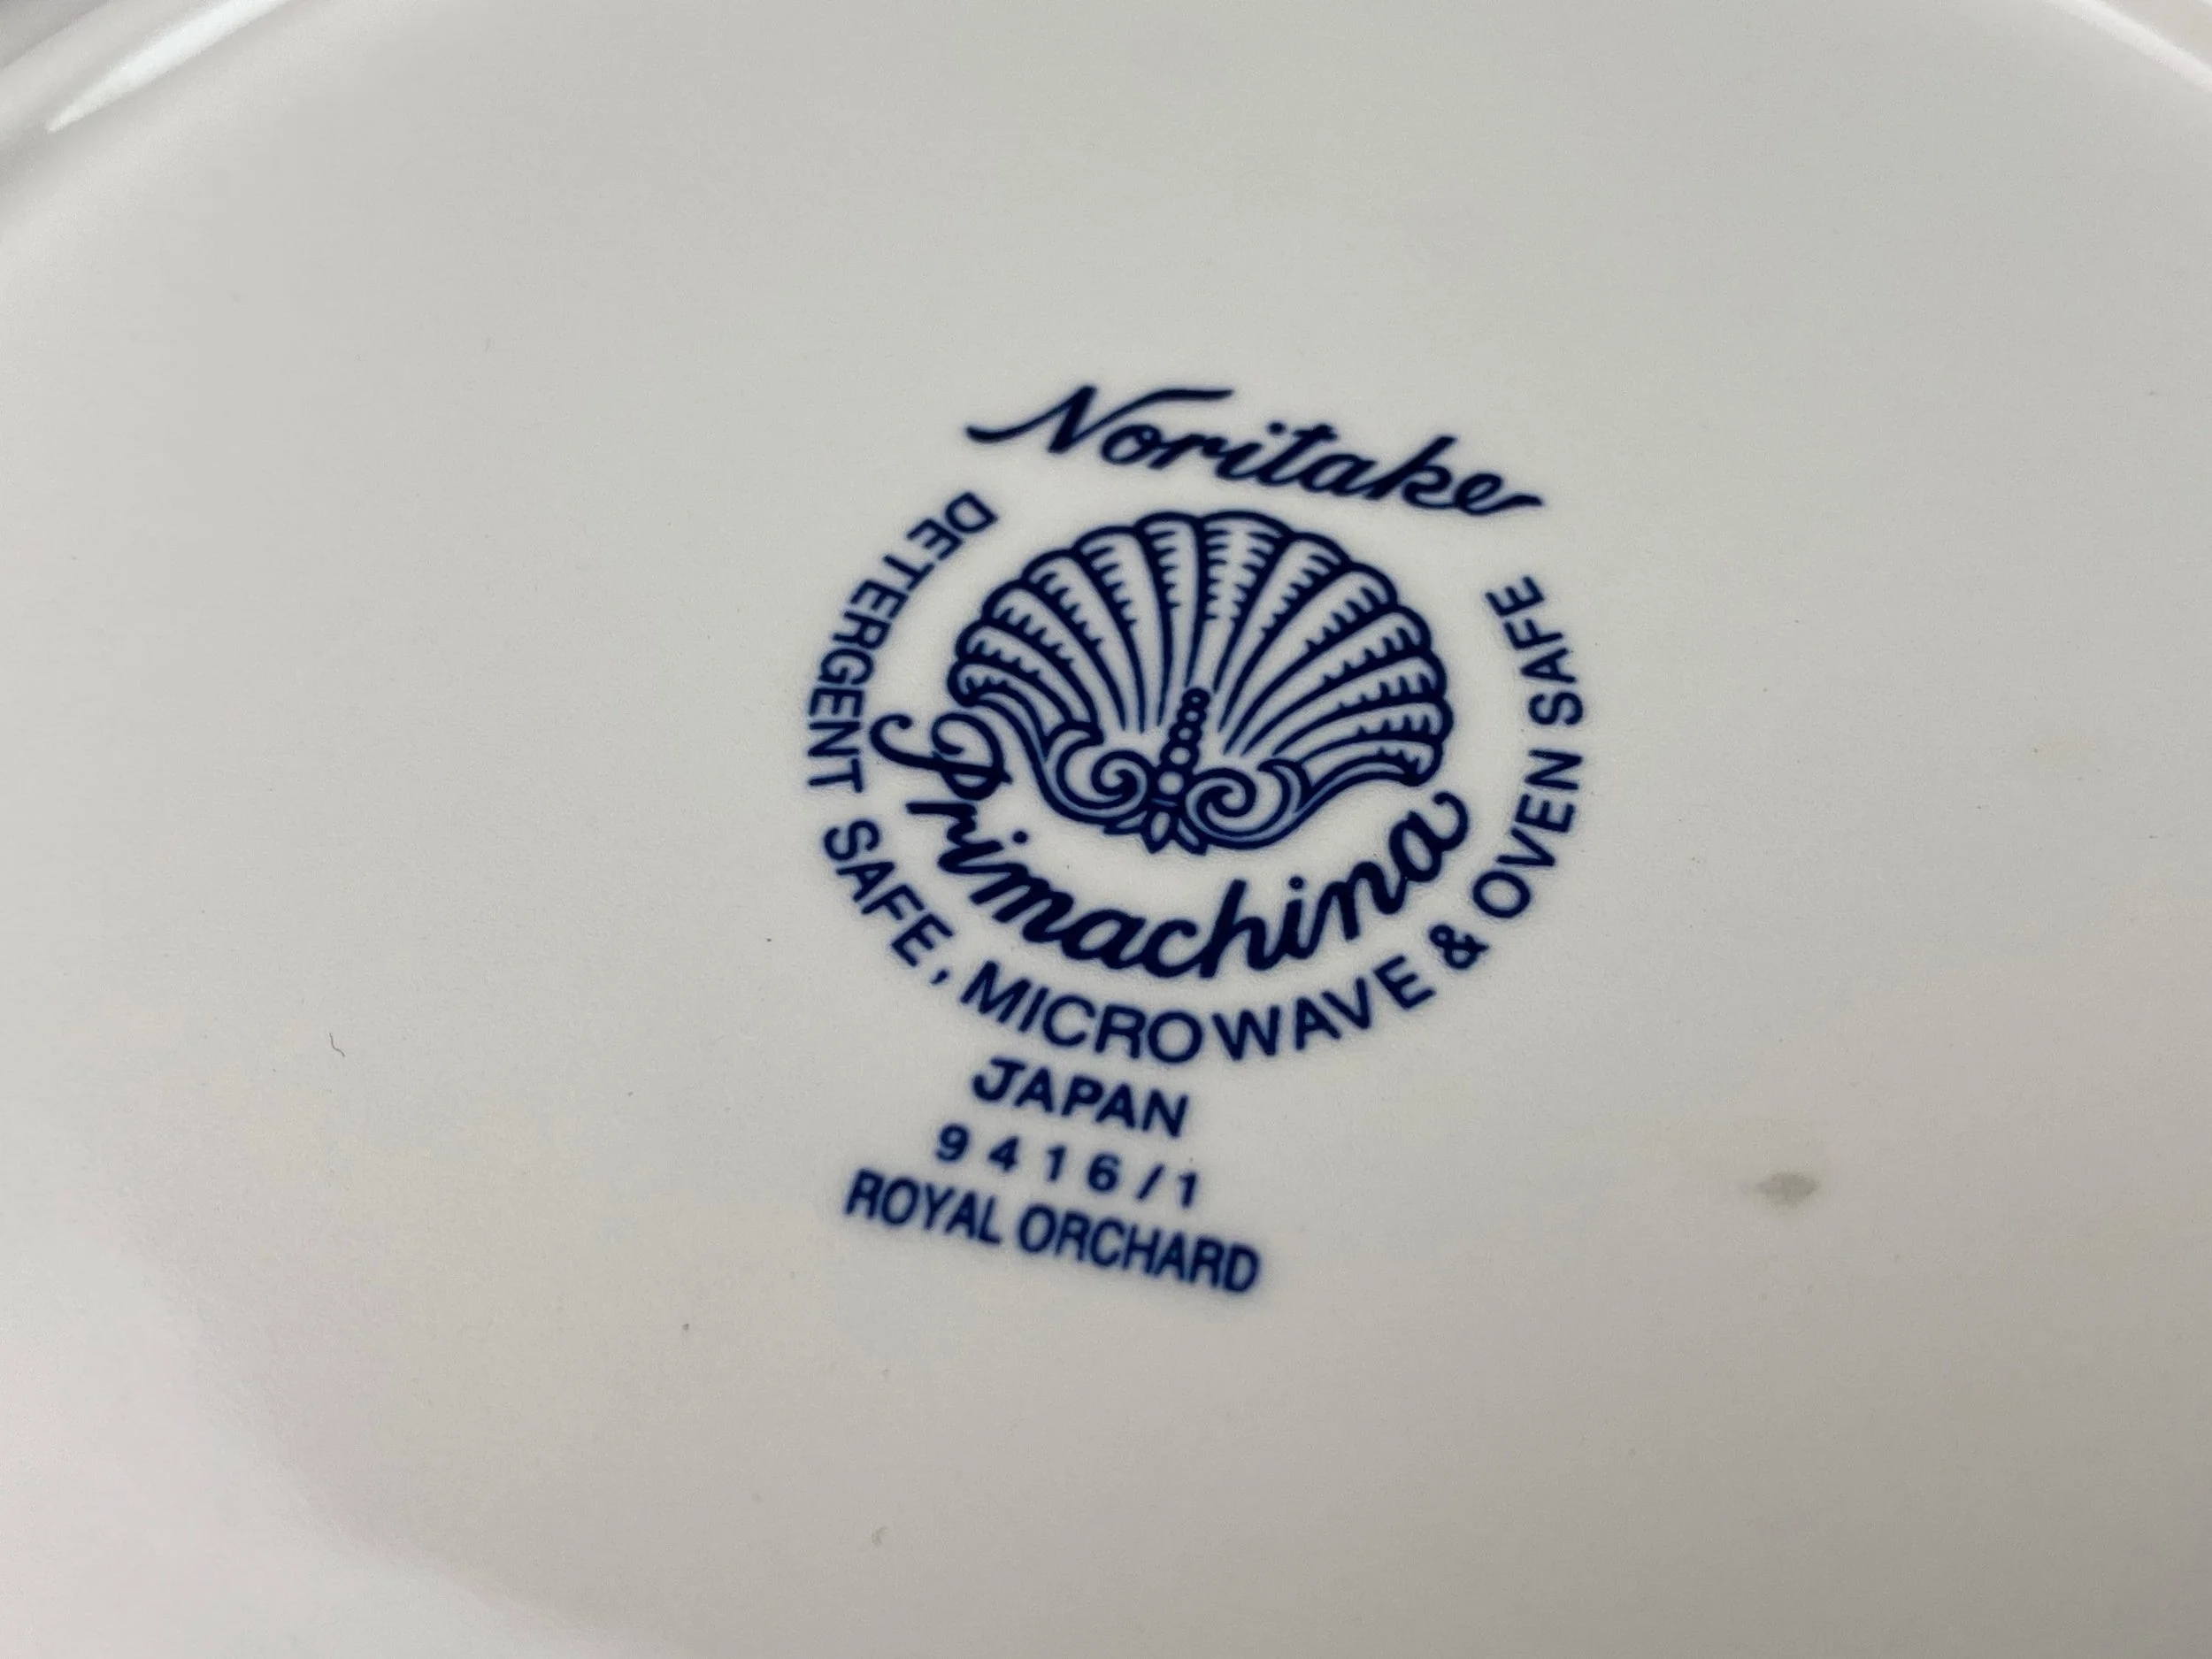 Noritake
Primachina
DETERGENT SAFE, MICROWAVE & OVEN SAFE
JAPAN
9416/1
ROYAL ORCHARD